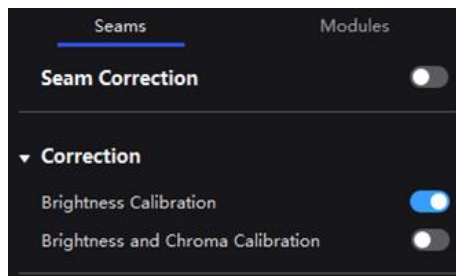 Seams Modules
Seam Correction
Correction
Brightness Calibration
Brightness and Chroma Calibration